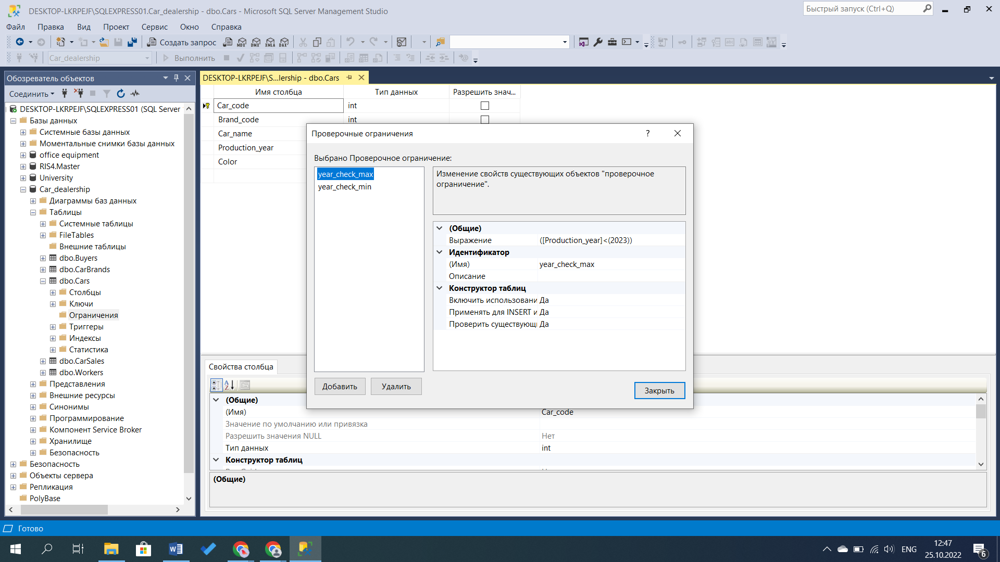 DESKTOP-LKRPEJF\SQLEXPRESS01.Car_dealership - dbo.Cars - Microsoft SQL Server Management Studio
Быстрый запуск (Ctrl+Q)
Файл Правка Вид Проект Сервис Окно Справка
Создать запрос MDX DMX XMLA DAX
Car_dealership Выполнить
Обозреватель объектов
Соединить
DESKTOP-LKRPEJF\SQLEXPRESS01 (SQL Server
Базы данных
Системные базы данных
Моментальные снимки базы данных
office equipment
RIS4.Master
University
Car_dealership
Диаграммы баз данных
Таблицы
Системные таблицы
FileTables
Внешние таблицы
dbo.Buyers
dbo.CarBrands
dbo.Cars
Столбцы
Ключи
Ограничения
Триггеры
Индексы
Статистика
dbo.CarSales
dbo.Workers
Представления
Внешние ресурсы
Синонимы
Программирование
Компонент Service Broker
Хранилище
Безопасность
Безопасность
Объекты сервера
Репликация
PolyBase
DESKTOP-LKRPEJF\S...lership - dbo.Cars
Имя столбца Тип данных Разрешить знач...
Car_code int
Brand_code int
Car_name
Production_year
Color
Проверочные ограничения ?
Выбрано Проверочное ограничение:
year_check_max
year_check_min
Изменение свойств существующих объектов "проверочное
ограничение".
(Общие)
Выражение ([Production_year]<(2023))
Идентификатор
(Имя) year_check_max
Описание
Конструктор таблиц
Включить использовани Да
Применять для INSERT и Да
Проверить существующи Да
Добавить Удалить Закрыть
Свойства столбца
(Общие)
(Имя) Car_code
Значение по умолчанию или привязка
Разрешить значения NULL Нет
Тип данных int
Конструктор таблиц
(Общие)
Готово
ENG
12:47
25.10.2022
6